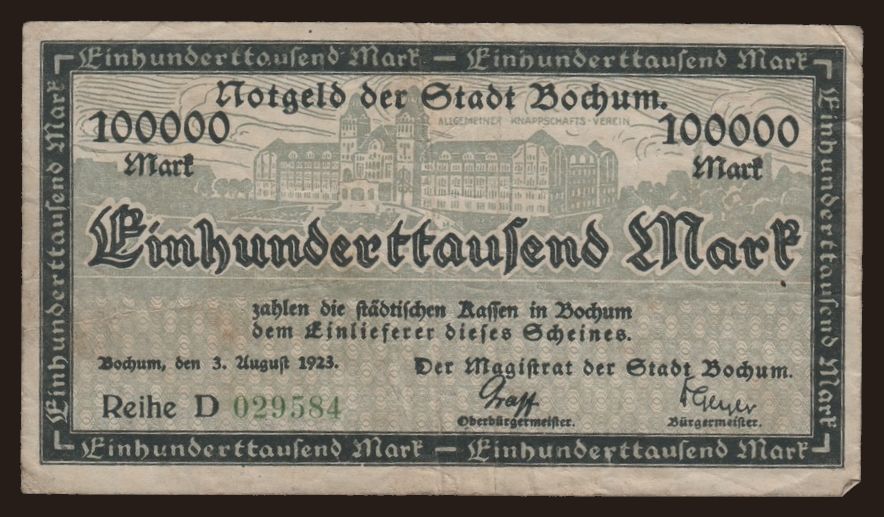 Einhunderttausend Mark — Einhunderttausend Mark
Einhunderttausend Mark
Einhunderttausend Mark
Notgeld der Stadt Bochum.
ALLGEMEINER KNAPPSCHAFTS-VEREIN
100000
Mark
100000
Mark
Einhunderttausend Mark
zahlen die städtischen Kassen in Bochum
dem Einlieferer dieses Scheines.
Bochum, den 3. August 1923.
Der Magistrat der Stadt Bochum.
Reihe D 029584
Graff
Geyer
Oberbürgermeister.
Bürgermeister.
Einhunderttausend Mark — Einhunderttausend Mark